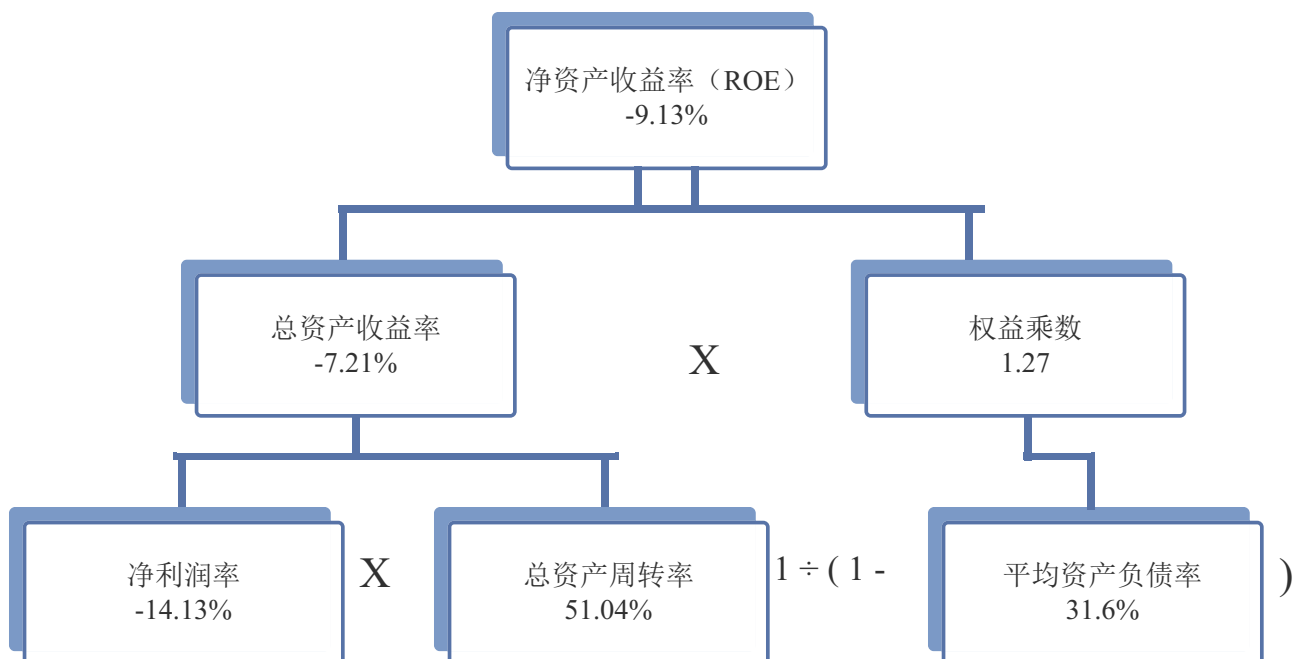 净资产收益率（ROE）
-9.13%
总资产收益率
-7.21%
X
权益乘数
1.27
净利润率
-14.13%
X
总资产周转率
51.04%
1 ÷ ( 1 -
平均资产负债率
31.6%
)